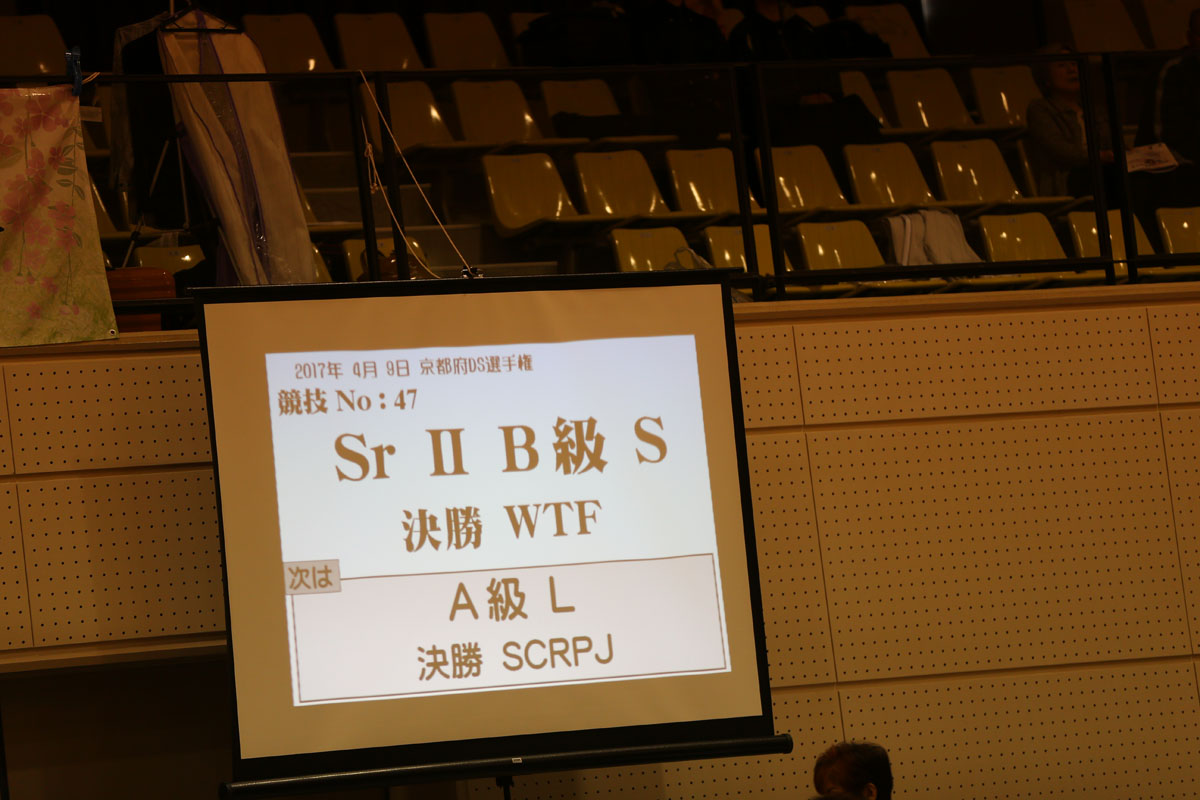 2017年 4月 9日 京都府DS選手権
競技 No : 47
Sr II B級 S
決勝 WTF
次は
A級 L
決勝 SCRPJ